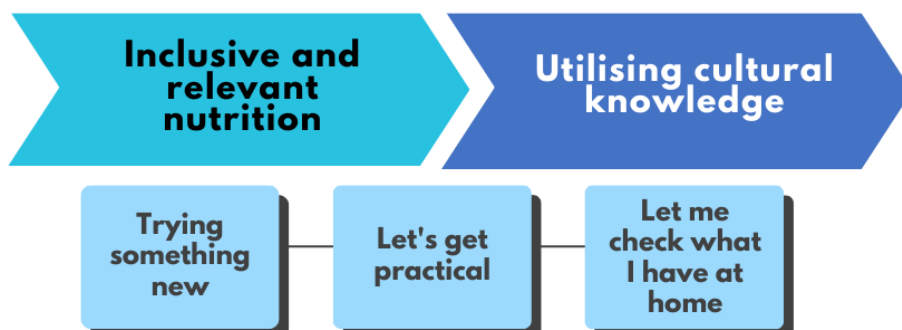 Inclusive and
relevant
nutrition
Utilising cultural
knowledge
Trying
something
new
Let's get
practical
Let me
check what
I have at
home